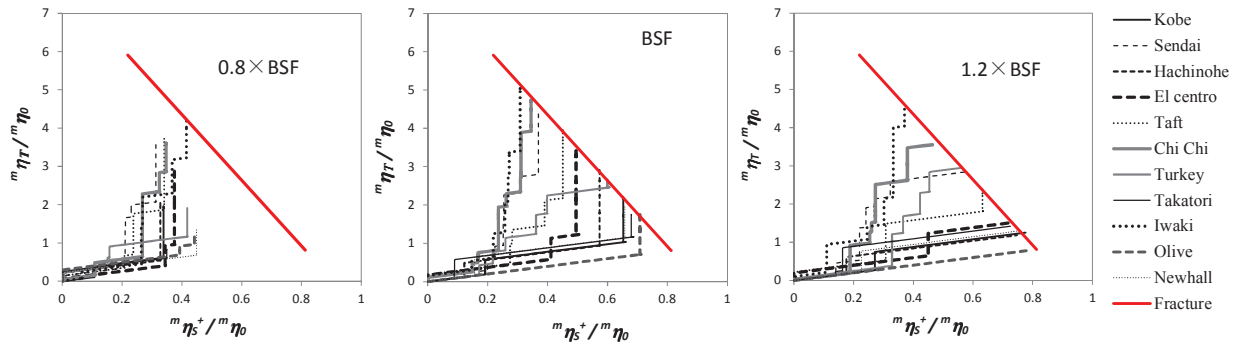 7
6
5
4
3
2
1
0
0 0.2 0.4 0.6 0.8 1
0.8×BSF
ᵐηT/ᵐη0
ᵐηS⁺/ᵐη0
7
6
5
4
3
2
1
0
0 0.2 0.4 0.6 0.8 1
BSF
ᵐηT/ᵐη0
ᵐηS⁺/ᵐη0
7
6
5
4
3
2
1
0
0 0.2 0.4 0.6 0.8 1
1.2×BSF
ᵐηT/ᵐη0
ᵐηS⁺/ᵐη0
Kobe
Sendai
Hachinohe
El centro
Taft
Chi Chi
Turkey
Takatori
Iwaki
Olive
Newhall
Fracture